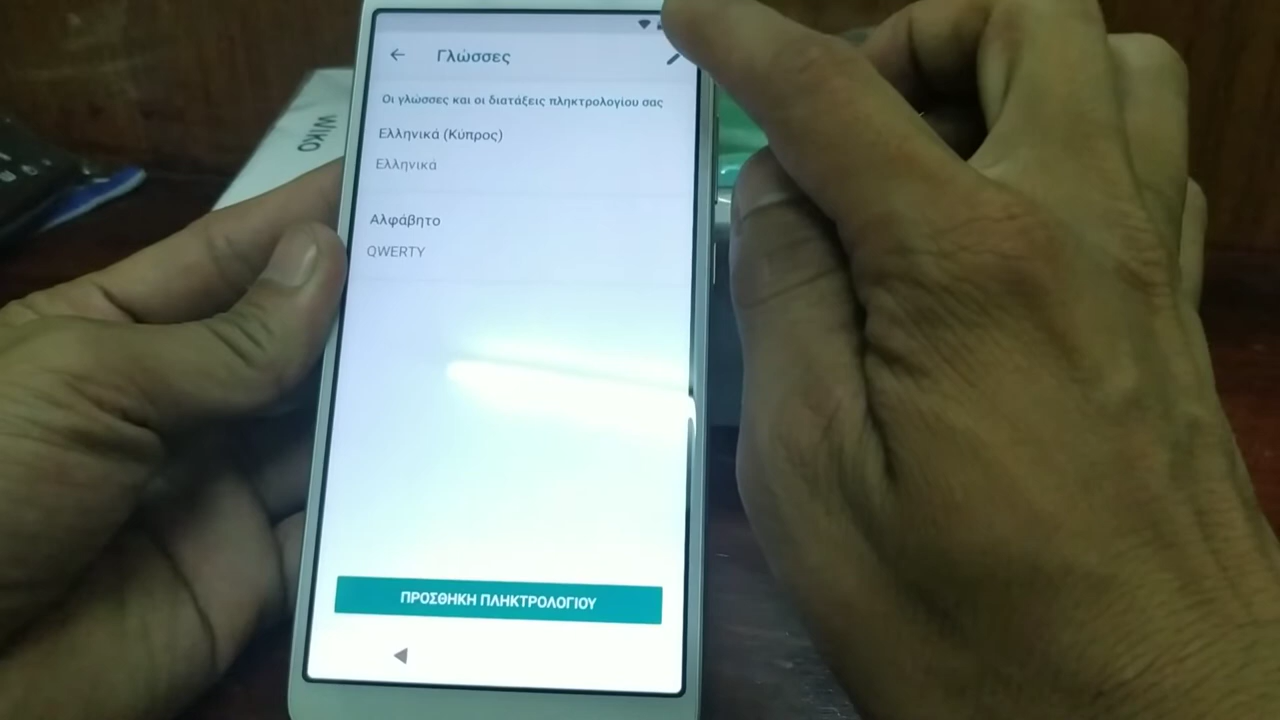 Γλώσσες
Οι γλώσσες και οι διατάξεις πληκτρολογίου σας
Ελληνικά (Κύπρος)
Ελληνικά
Αλφάβητο
QWERTY
ΠΡΟΣΘΗΚΗ ΠΛΗΚΤΡΟΛΟΓΙΟΥ
WIKO